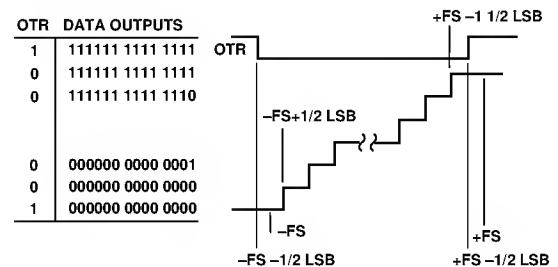 OTR DATA OUTPUTS
1 111111 1111 1111
0 111111 1111 1111
0 111111 1111 1110
0 000000 0000 0001
0 000000 0000 0000
1 000000 0000 0000
+FS –1 1/2 LSB
OTR
–FS+1/2 LSB
–FS
+FS
–FS –1/2 LSB
+FS –1/2 LSB